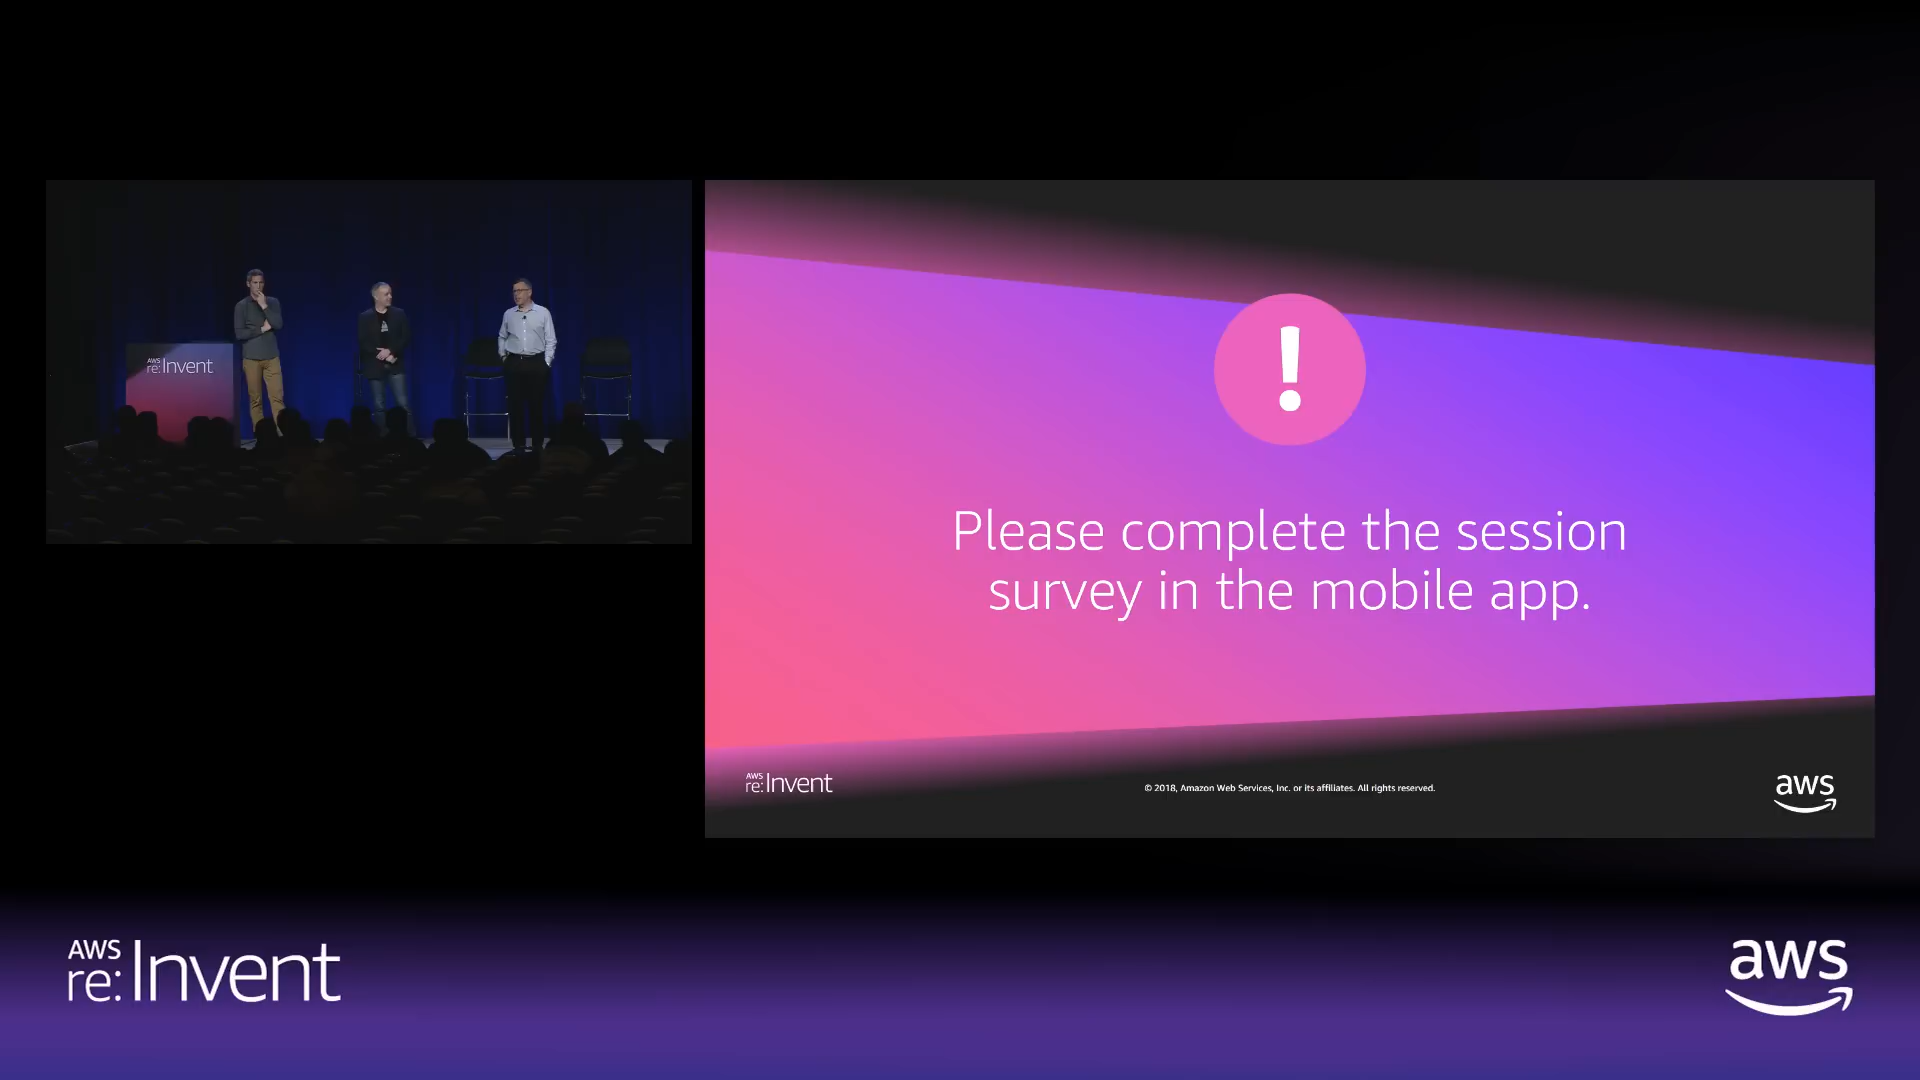 AWS
re:Invent
Please complete the session
survey in the mobile app.
AWS
re:Invent
© 2018, Amazon Web Services, Inc. or its affiliates. All rights reserved.
aws
AWS
re:Invent
aws